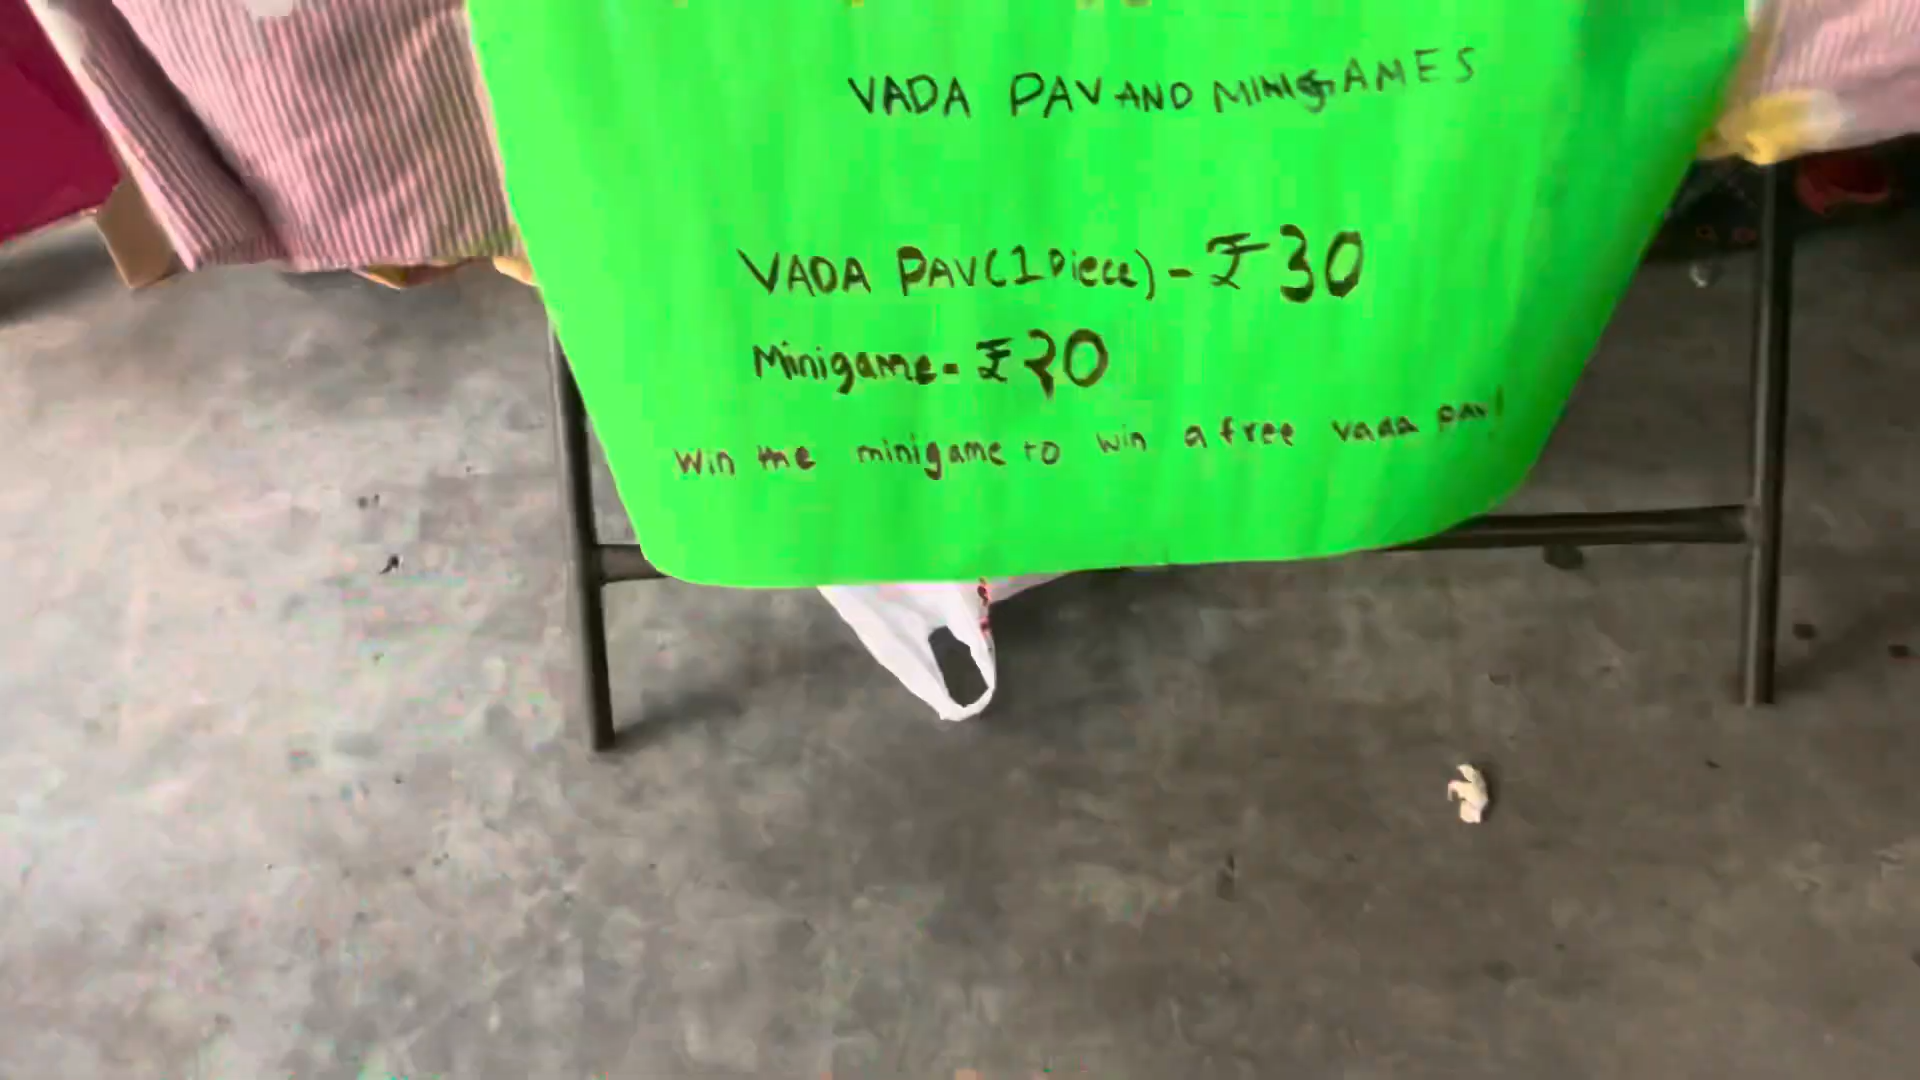 VADA PAV AND MINIGAMES
VADA PAV (1 Piece) - ₹30
Minigame - ₹20
Win the minigame to win a free vada pav!